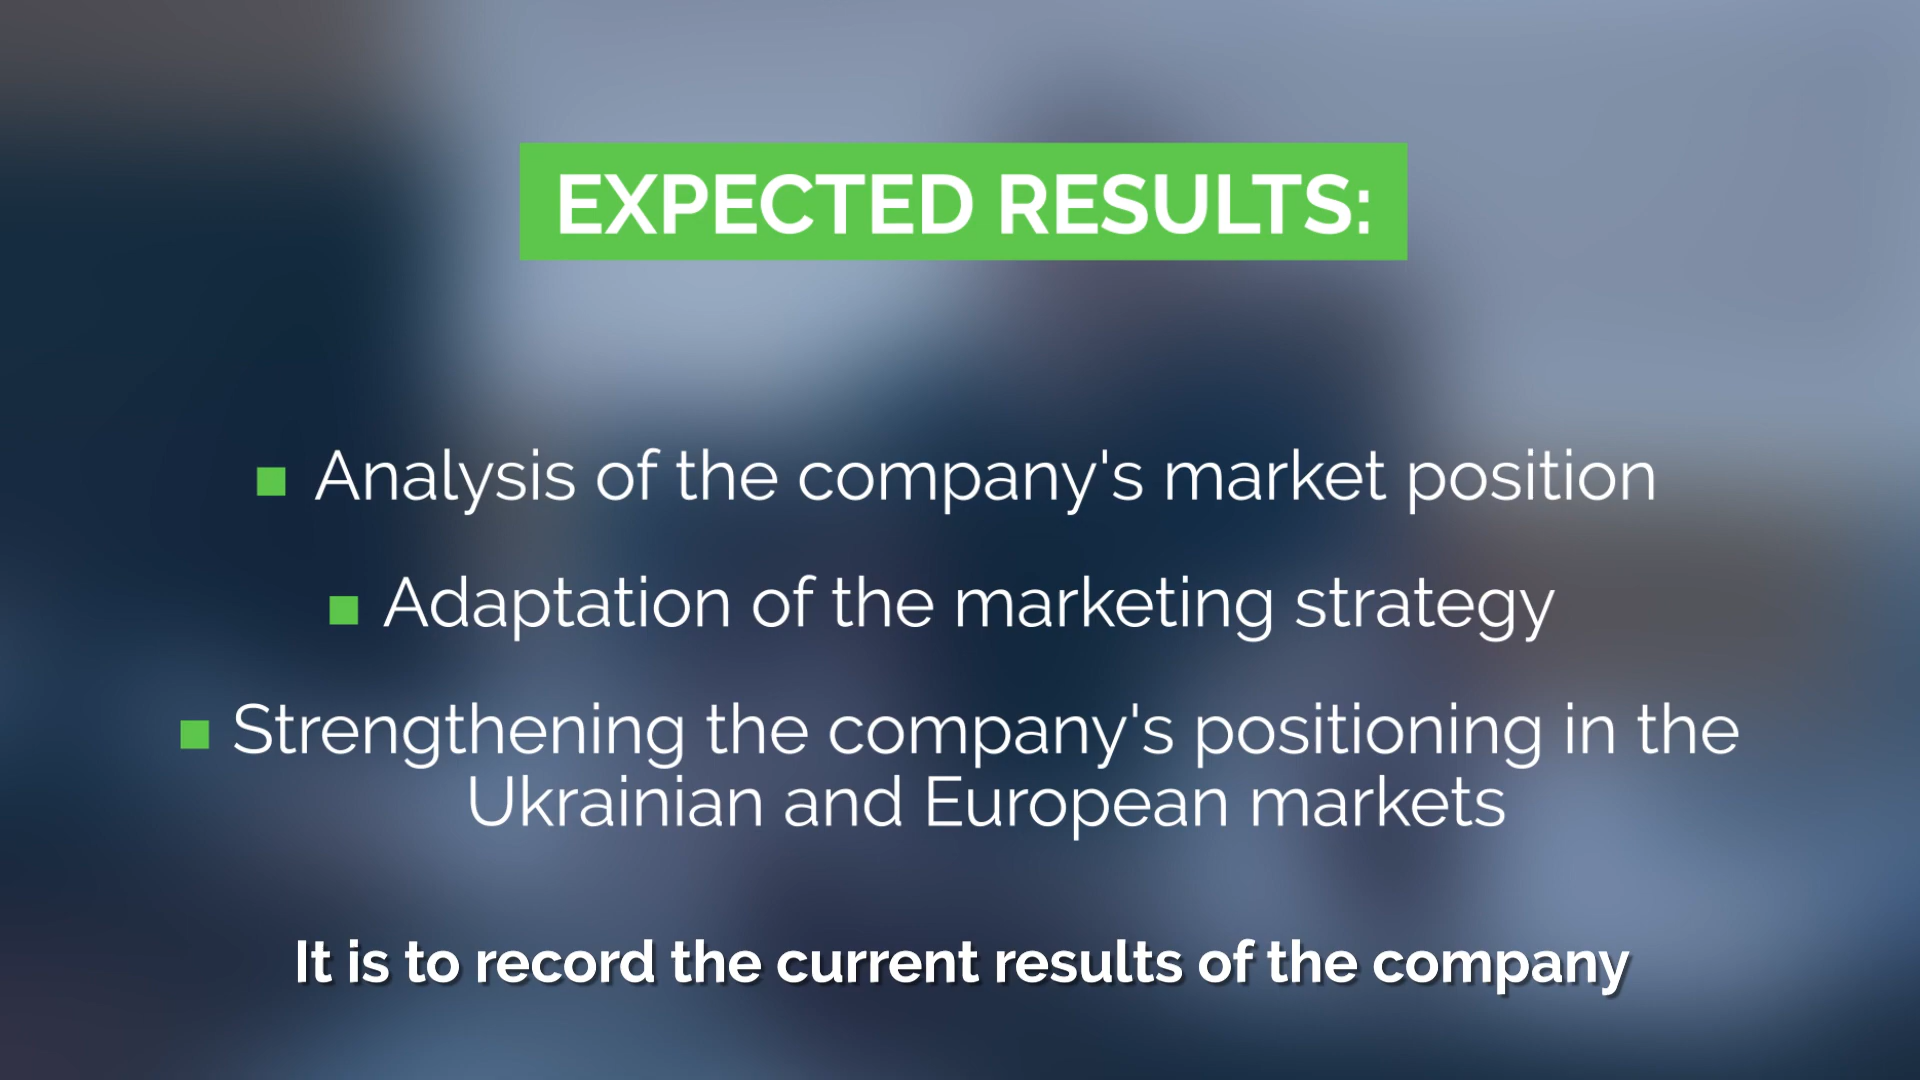 EXPECTED RESULTS:
Analysis of the company's market position
Adaptation of the marketing strategy
Strengthening the company's positioning in the
Ukrainian and European markets
It is to record the current results of the company